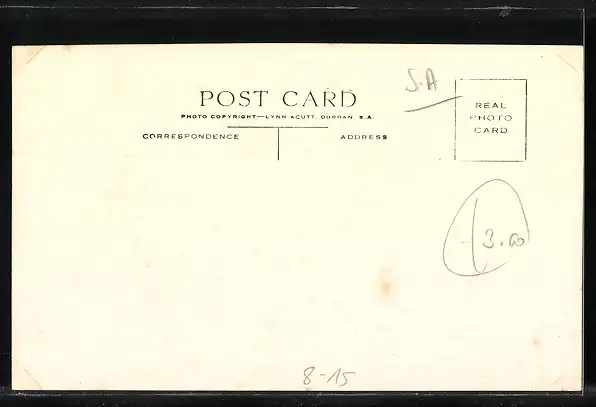 S.A
POST CARD
PHOTO COPYRIGHT—LYNN ACUTT, DURBAN, S.A.
CORRESPONDENCE
ADDRESS
REAL
PHOTO
CARD
3.00
8-15